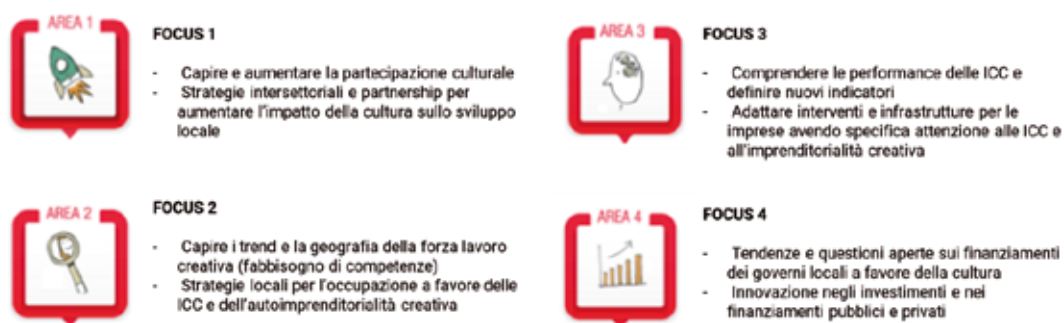 AREA 1
FOCUS 1
- Capire e aumentare la partecipazione culturale
- Strategie intersettoriali e partnership per
aumentare l'impatto della cultura sullo sviluppo
locale
AREA 2
FOCUS 2
- Capire i trend e la geografia della forza lavoro
creativa (fabbisogno di competenze)
- Strategie locali per l'occupazione a favore delle
ICC e dell'autoimprenditorialità creativa
AREA 3
FOCUS 3
- Comprendere le performance delle ICC e
definire nuovi indicatori
- Adattare interventi e infrastrutture per le
imprese avendo specifica attenzione alle ICC e
all'imprenditorialità creativa
AREA 4
FOCUS 4
- Tendenze e questioni aperte sui finanziamenti
dei governi locali a favore della cultura
- Innovazione negli investimenti e nei
finanziamenti pubblici e privati